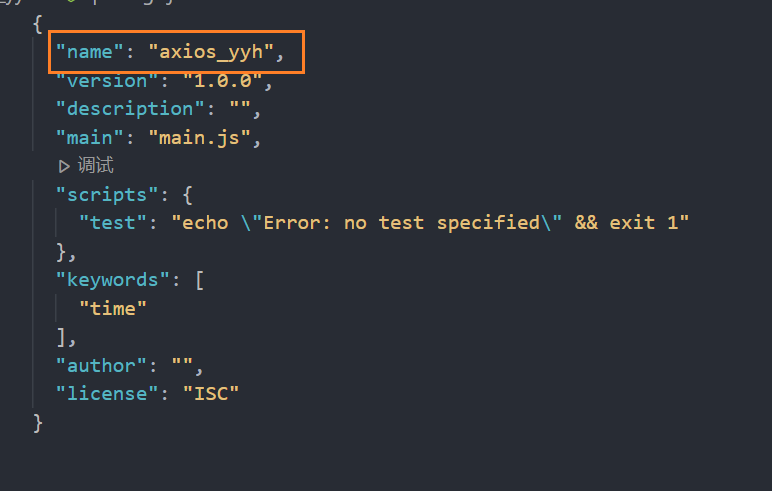 {
"name": "axios_yyh",
"version": "1.0.0",
"description": "",
"main": "main.js",
调试
"scripts": {
"test": "echo \"Error: no test specified\" && exit 1"
},
"keywords": [
"time"
],
"author": "",
"license": "ISC"
}